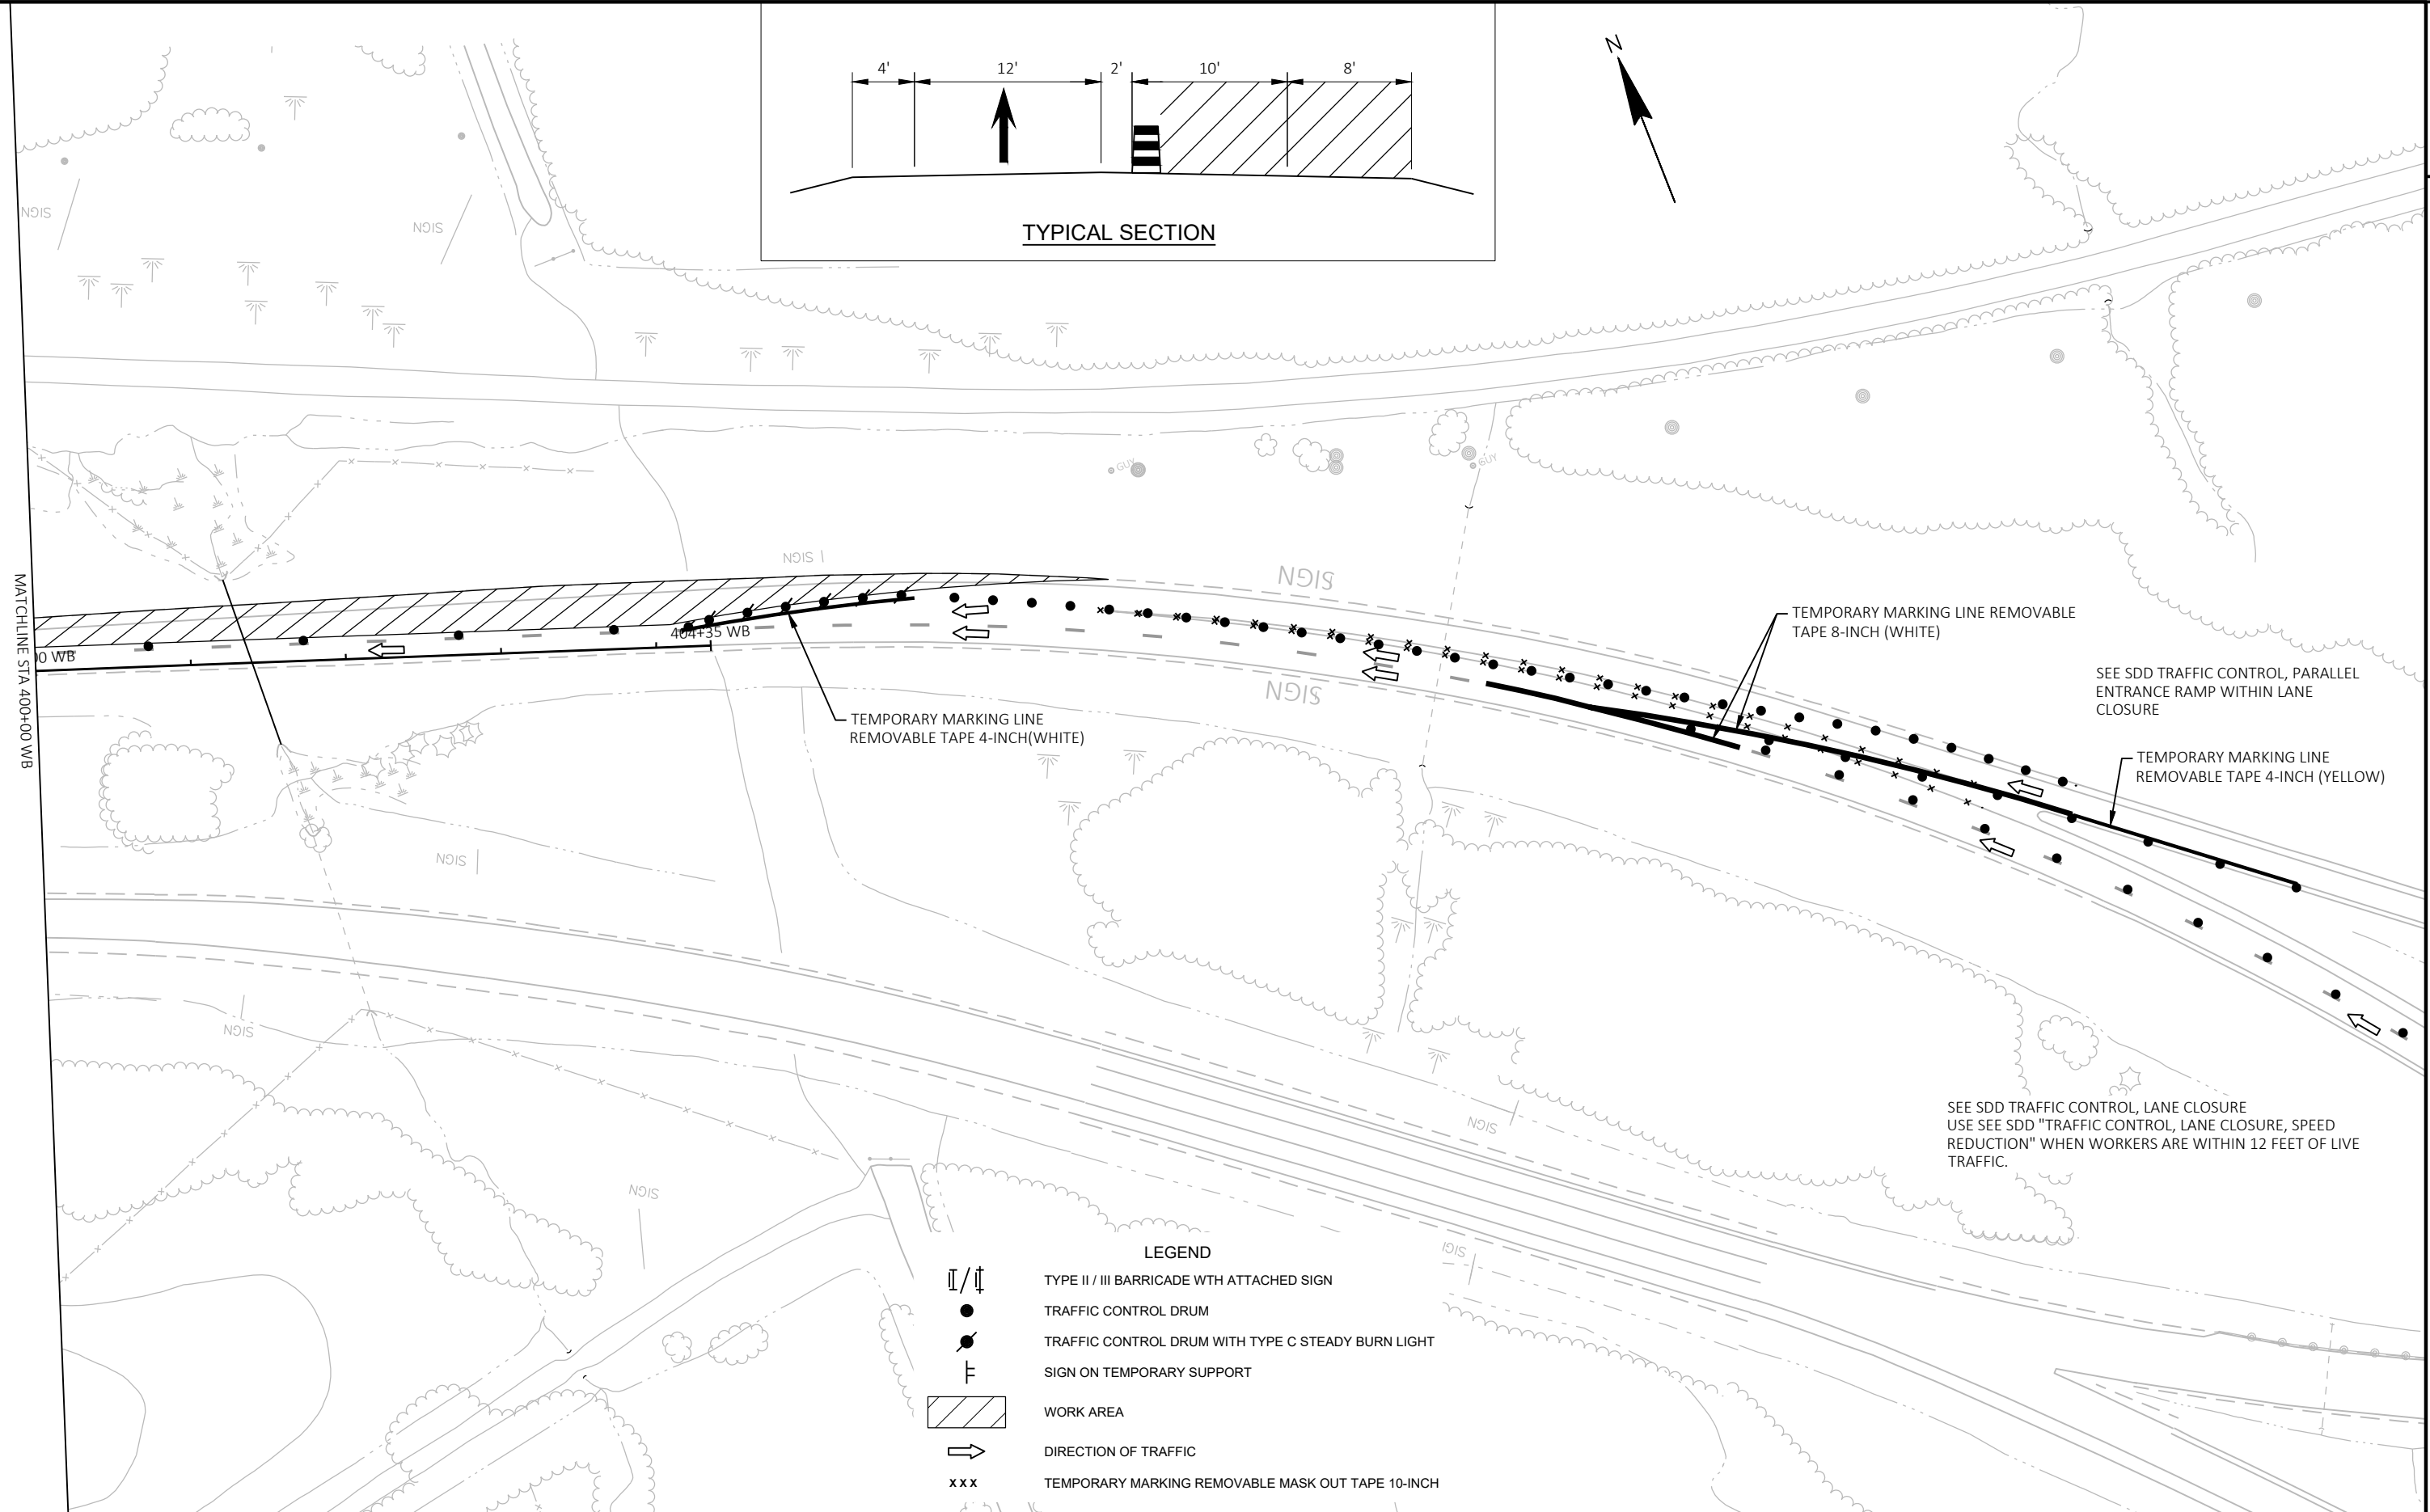 4' 12' 2' 10' 8'
TYPICAL SECTION
N
SIGN
SIGN
GUY
GUY
SIGN
SIGN
SIGN
MATCHLINE STA 400+00 WB
00 WB
404+35 WB
TEMPORARY MARKING LINE REMOVABLE
TAPE 8-INCH (WHITE)
SEE SDD TRAFFIC CONTROL, PARALLEL
ENTRANCE RAMP WITHIN LANE
CLOSURE
TEMPORARY MARKING LINE
REMOVABLE TAPE 4-INCH(WHITE)
TEMPORARY MARKING LINE
REMOVABLE TAPE 4-INCH (YELLOW)
SIGN
SIGN
SIGN
SIGN
SEE SDD TRAFFIC CONTROL, LANE CLOSURE
USE SEE SDD "TRAFFIC CONTROL, LANE CLOSURE, SPEED
REDUCTION" WHEN WORKERS ARE WITHIN 12 FEET OF LIVE
TRAFFIC.
SIGI
LEGEND
TYPE II / III BARRICADE WTH ATTACHED SIGN
TRAFFIC CONTROL DRUM
TRAFFIC CONTROL DRUM WITH TYPE C STEADY BURN LIGHT
SIGN ON TEMPORARY SUPPORT
WORK AREA
DIRECTION OF TRAFFIC
xxx TEMPORARY MARKING REMOVABLE MASK OUT TAPE 10-INCH